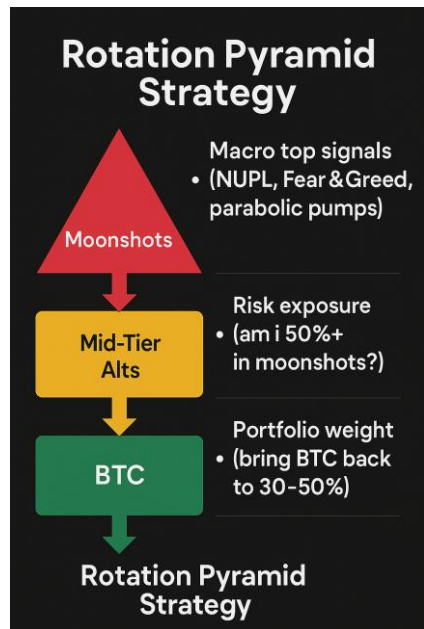 Rotation Pyramid
Strategy
Moonshots
Macro top signals
• (NUPL, Fear & Greed,
parabolic pumps)
Mid-Tier
Alts
Risk exposure
• (am i 50%+
in moonshots?)
BTC
Portfolio weight
• (bring BTC back
to 30–50%)
Rotation Pyramid
Strategy